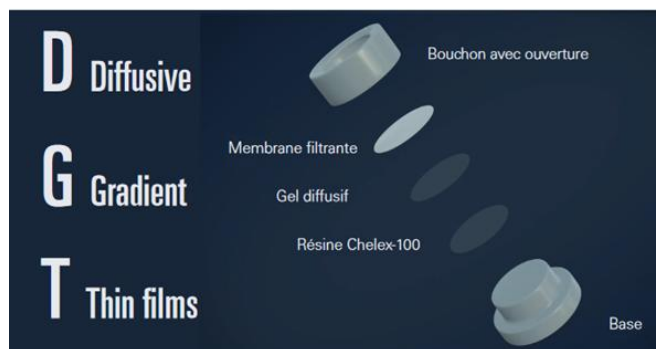 D Diffusive
G Gradient
T Thin films
Bouchon avec ouverture
Membrane filtrante
Gel diffusif
Résine Chelex-100
Base